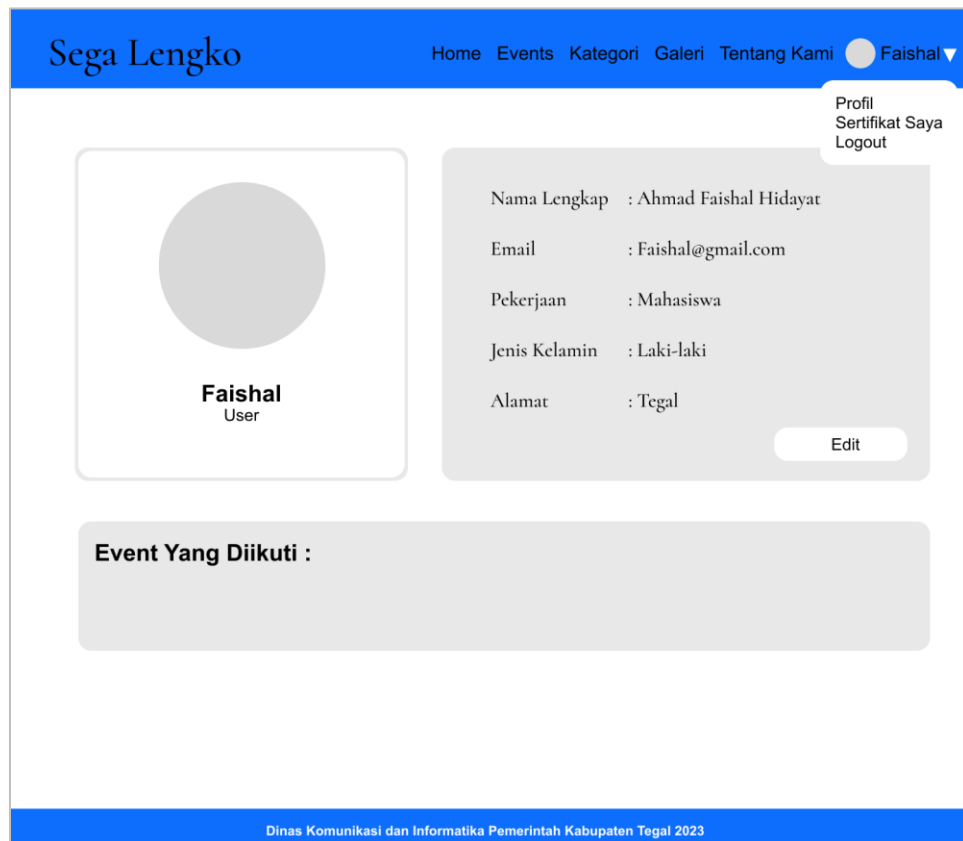 Sega Lengko
Home Events Kategori Galeri Tentang Kami Faishal
Profil
Sertifikat Saya
Logout
Faishal
User
Nama Lengkap : Ahmad Faishal Hidayat
Email : Faishal@gmail.com
Pekerjaan : Mahasiswa
Jenis Kelamin : Laki-laki
Alamat : Tegal
Edit
Event Yang Diikuti :
Dinas Komunikasi dan Informatika Pemerintah Kabupaten Tegal 2023